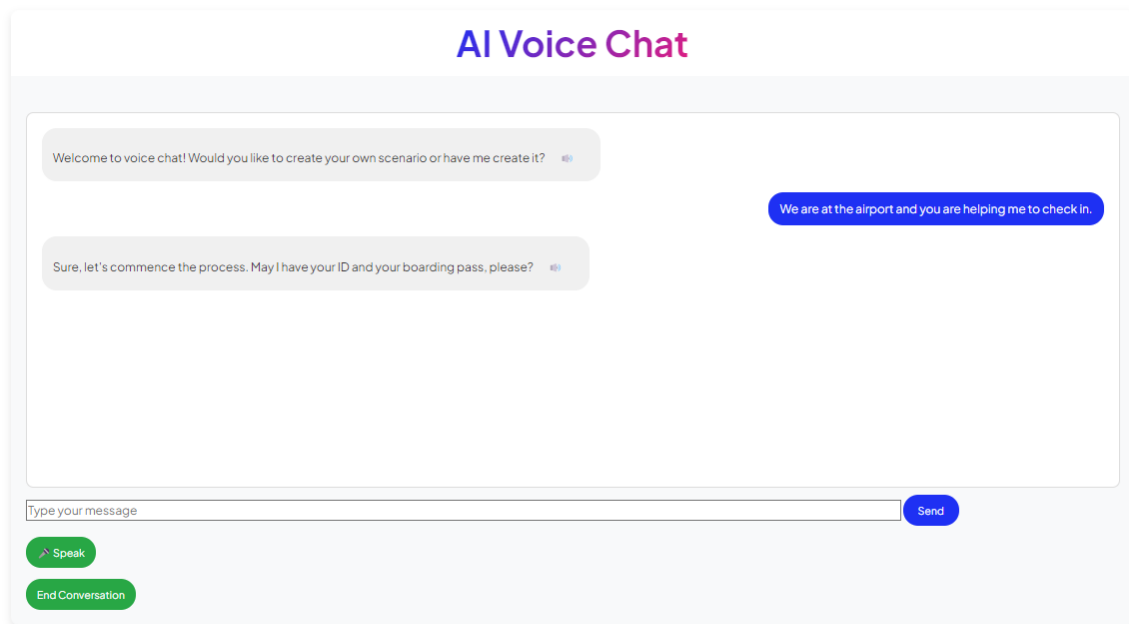 AI Voice Chat
Welcome to voice chat! Would you like to create your own scenario or have me create it?
We are at the airport and you are helping me to check in.
Sure, let's commence the process. May I have your ID and your boarding pass, please?
Type your message
Send
Speak
End Conversation